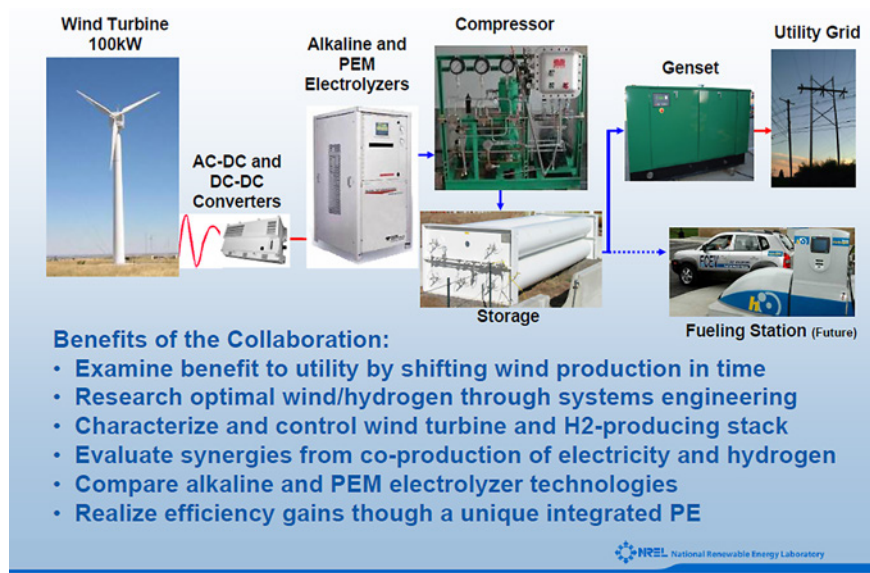 Wind Turbine
100kW
AC-DC and
DC-DC
Converters
Alkaline and
PEM
Electrolyzers
Compressor
Storage
Genset
Utility Grid
FCEV
Fueling Station (Future)
Benefits of the Collaboration:
• Examine benefit to utility by shifting wind production in time
• Research optimal wind/hydrogen through systems engineering
• Characterize and control wind turbine and H2-producing stack
• Evaluate synergies from co-production of electricity and hydrogen
• Compare alkaline and PEM electrolyzer technologies
• Realize efficiency gains though a unique integrated PE
NREL National Renewable Energy Laboratory